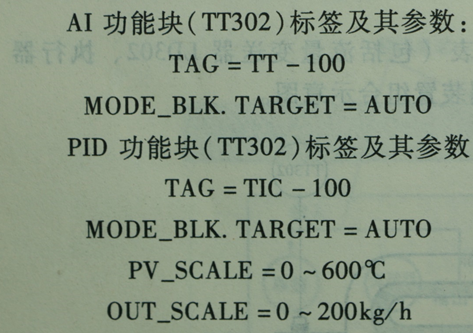 AI 功能块(TT302)标签及其参数:
TAG = TT - 100
MODE_BLK. TARGET = AUTO
PID 功能块(TT302)标签及其参数
TAG = TIC - 100
MODE_BLK. TARGET = AUTO
PV_SCALE = 0 ~ 600℃
OUT_SCALE = 0 ~ 200kg/h